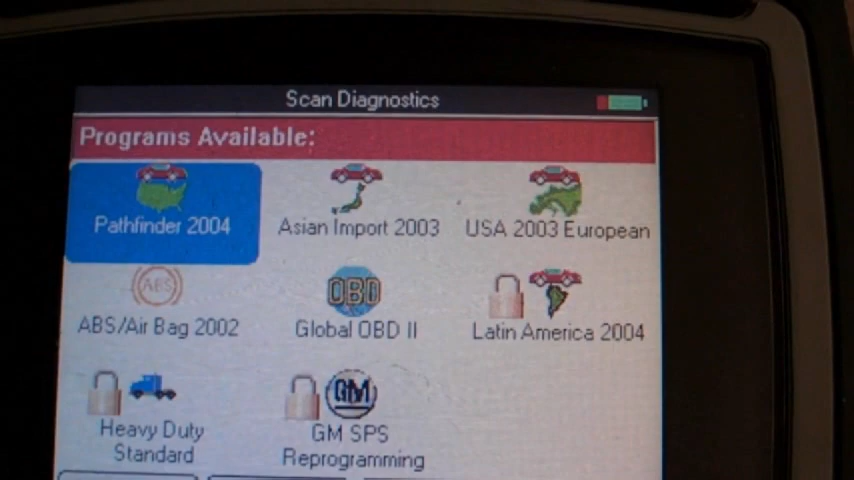 Scan Diagnostics
Programs Available:
Pathfinder 2004
Asian Import 2003
USA 2003 European
ABS
ABS/Air Bag 2002
OBD
Global OBD II
Latin America 2004
Heavy Duty
Standard
GM
GM SPS
Reprogramming